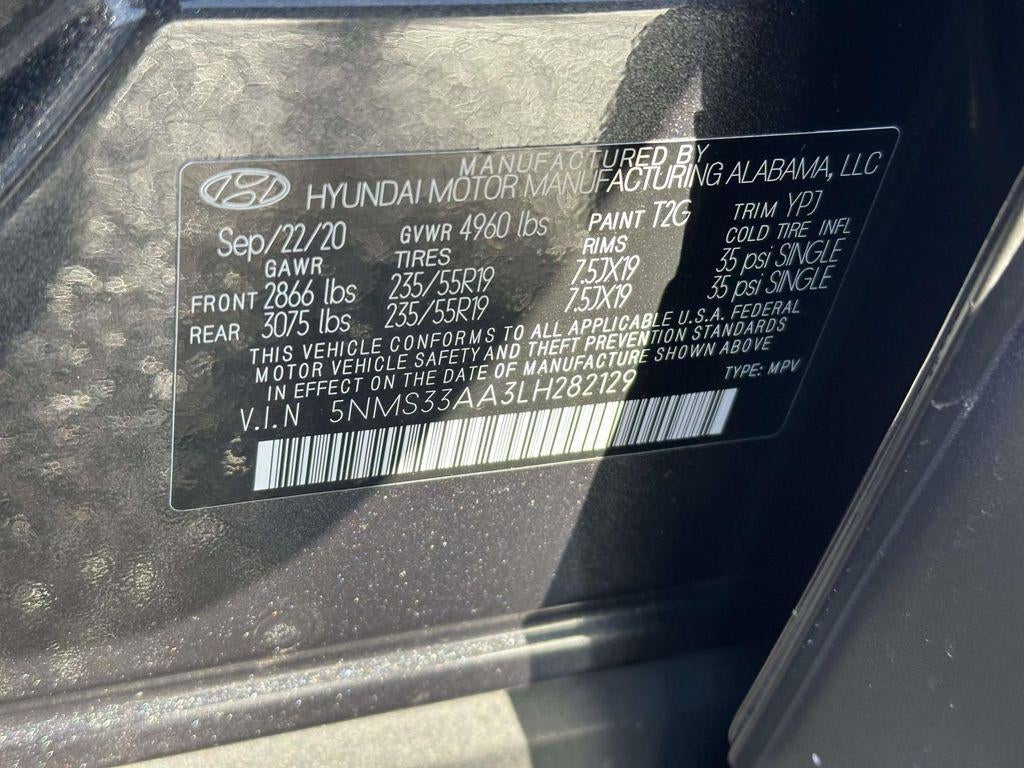 MANUFACTURED BY
HYUNDAI MOTOR MANUFACTURING ALABAMA, LLC
Sep/22/20 GVWR 4960 lbs PAINT T2G TRIM YPJ
GAWR TIRES RIMS COLD TIRE INFL
FRONT 2866 lbs 235/55R19 7.5JX19 35 psi SINGLE
REAR 3075 lbs 235/55R19 7.5JX19 35 psi SINGLE
THIS VEHICLE CONFORMS TO ALL APPLICABLE U.S.A. FEDERAL
MOTOR VEHICLE SAFETY AND THEFT PREVENTION STANDARDS
IN EFFECT ON THE DATE OF MANUFACTURE SHOWN ABOVE
TYPE: MPV
V.I.N 5NMS33AA3LH282129